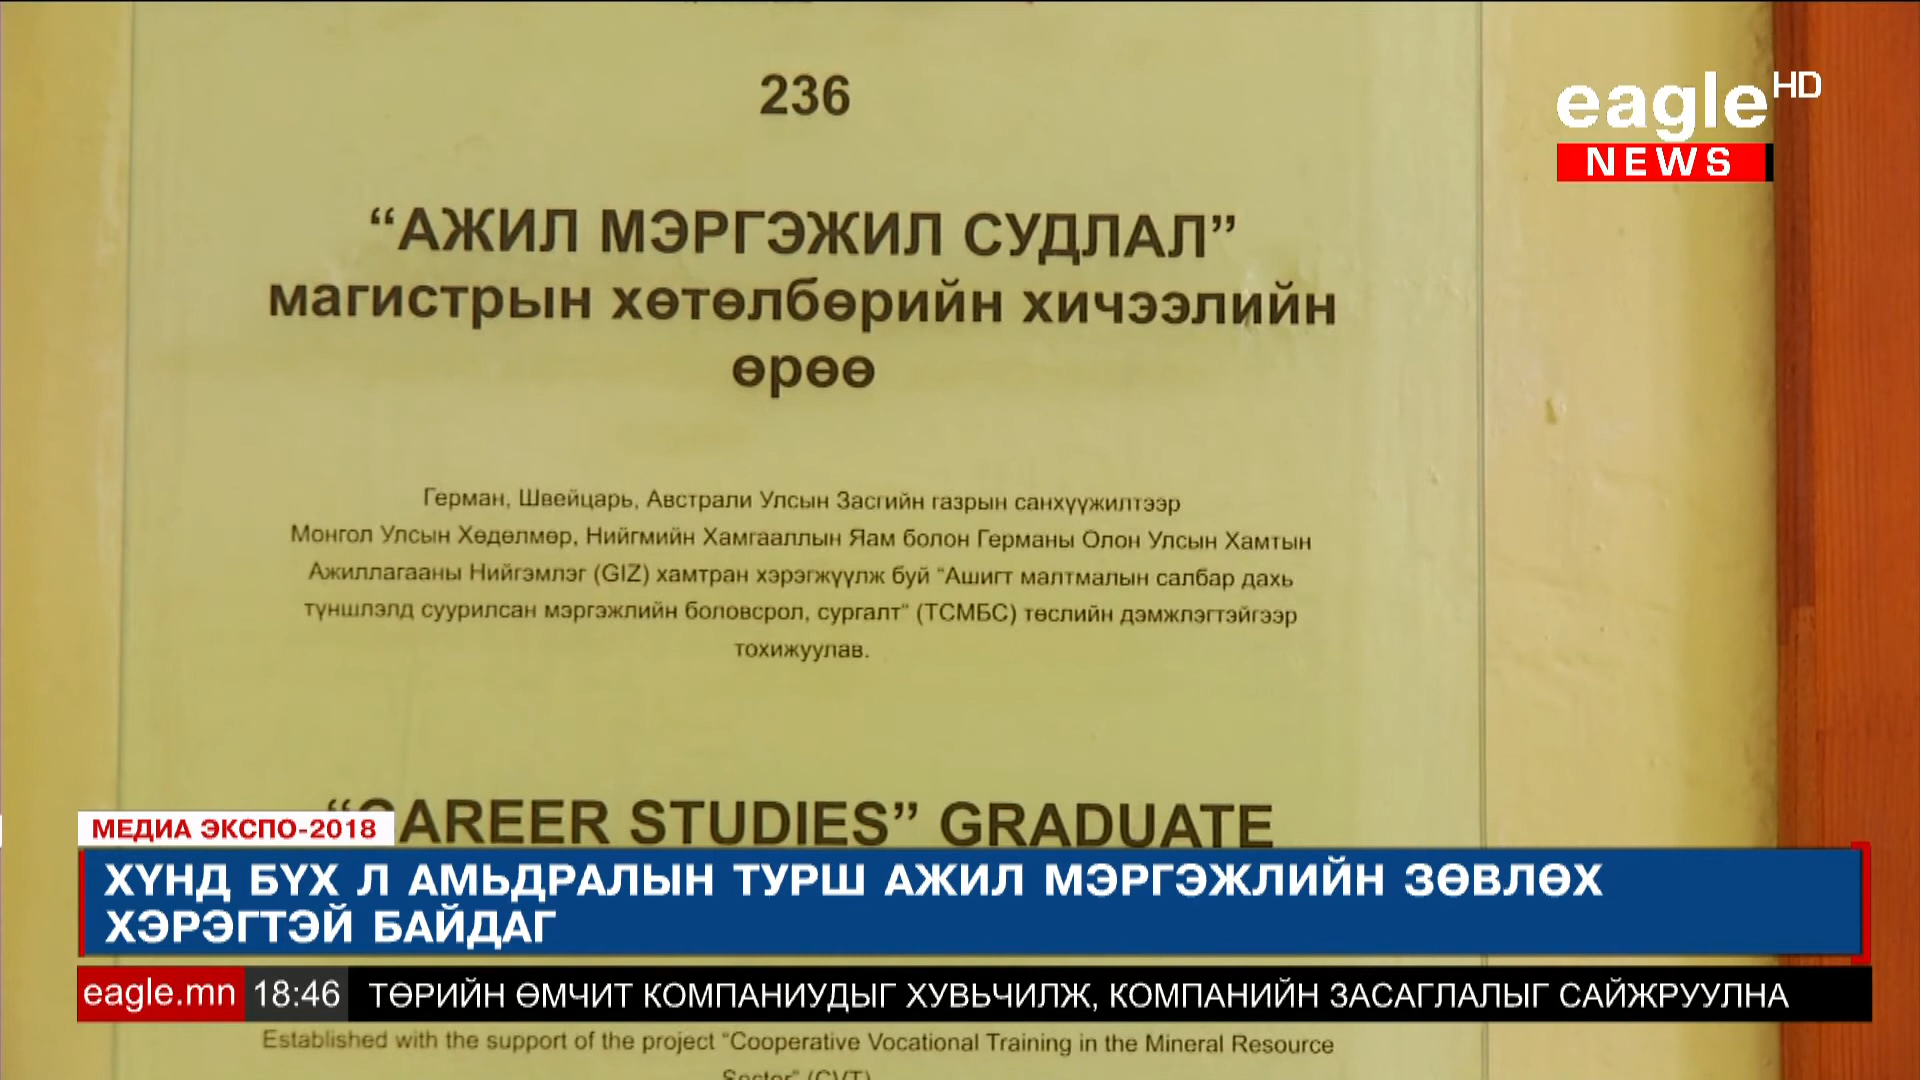 236
“АЖИЛ МЭРГЭЖИЛ СУДЛАЛ”
магистрын хөтөлбөрийн хичээлийн
өрөө
Герман, Швейцарь, Австрали Улсын Засгийн газрын санхүүжилтээр
Монгол Улсын Хөдөлмөр, Нийгмийн Хамгааллын Яам болон Германы Олон Улсын Хамтын
Ажиллагааны Нийгэмлэг (GIZ) хамтран хэрэгжүүлж буй “Ашигт малтмалын салбар дахь
түншлэлд суурилсан мэргэжлийн боловсрол, сургалт” (ТСМБС) төслийн дэмжлэгтэйгээр
тохижуулав.
“CAREER STUDIES” GRADUATE
eagle HD
NEWS
МЕДИА ЭКСПО-2018
ХҮНД БҮХ Л АМЬДРАЛЫН ТУРШ АЖИЛ МЭРГЭЖЛИЙН ЗӨВЛӨХ
ХЭРЭГТЭЙ БАЙДАГ
eagle.mn 18:46 ТӨРИЙН ӨМЧИТ КОМПАНИУДЫГ ХУВЬЧИЛЖ, КОМПАНИЙН ЗАСАГЛАЛЫГ САЙЖРУУЛНА
Established with the support of the project “Cooperative Vocational Training in the Mineral Resource
Sector” (CVT)